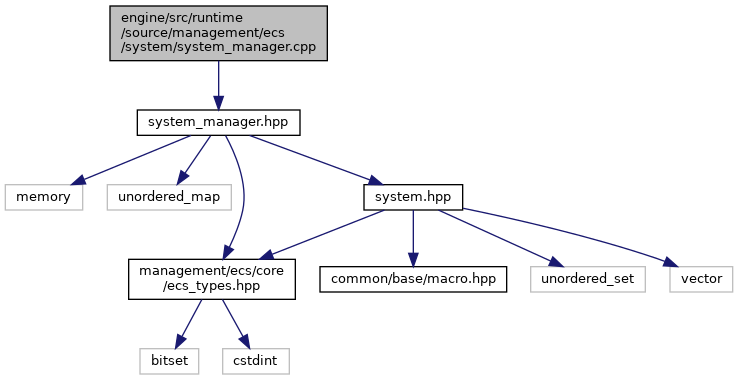 engine/src/runtime
/source/management/ecs
/system/system_manager.cpp
system_manager.hpp
memory
unordered_map
system.hpp
management/ecs/core
/ecs_types.hpp
common/base/macro.hpp
unordered_set
vector
bitset
cstdint